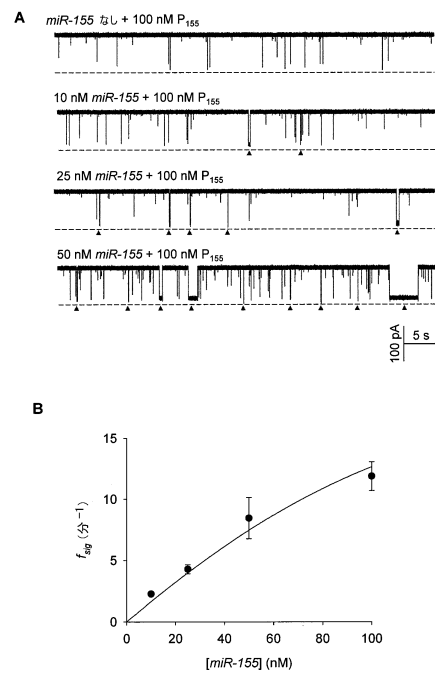 A
miR-155 なし + 100 nM P155
10 nM miR-155 + 100 nM P155
25 nM miR-155 + 100 nM P155
50 nM miR-155 + 100 nM P155
100 pA
5 s
B
15
10
5
0
fsig (分−1)
0 20 40 60 80 100
[miR-155] (nM)